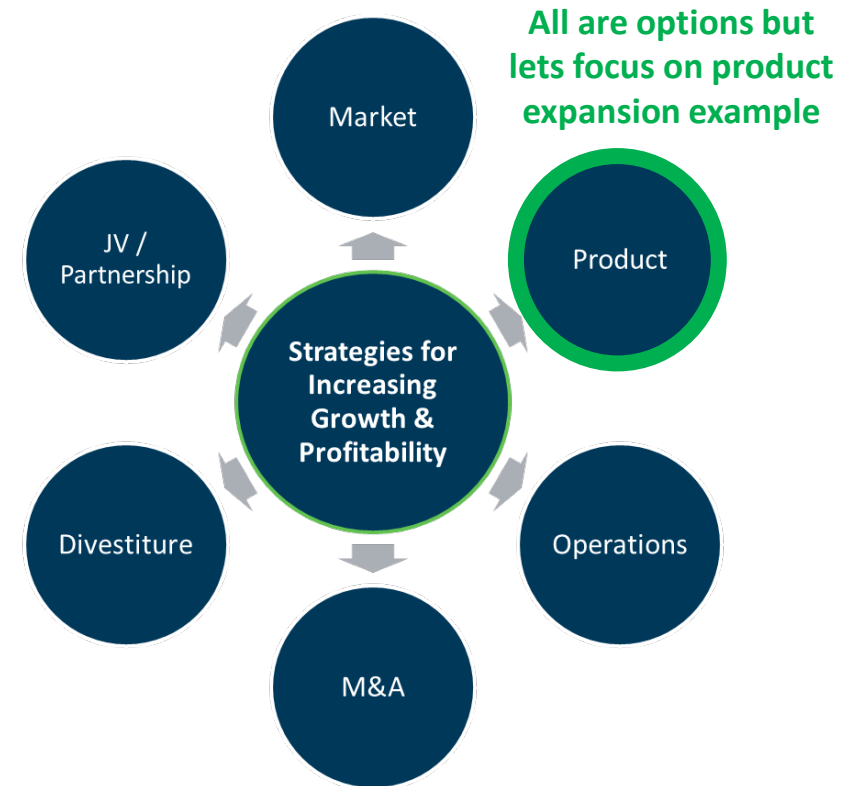 All are options but
lets focus on product
expansion example
Market
Product
JV /
Partnership
Strategies for
Increasing
Growth &
Profitability
Divestiture
Operations
M&A